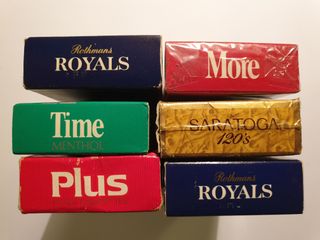 Rothmans
ROYALS
More
Time
MENTHOL
SARATOGA
120's
Plus
Rothmans
ROYALS